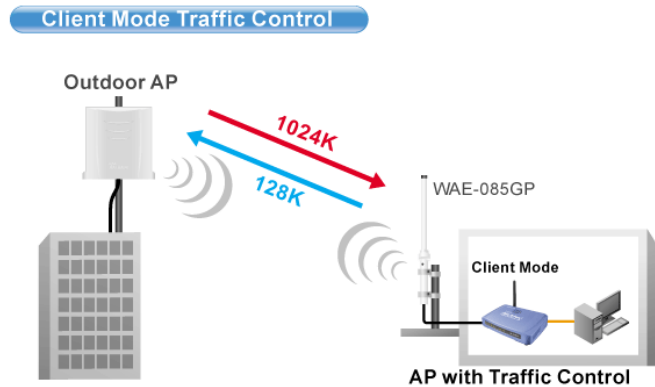 Client Mode Traffic Control
Outdoor AP
1024K
128K
WAE-085GP
Client Mode
AP with Traffic Control